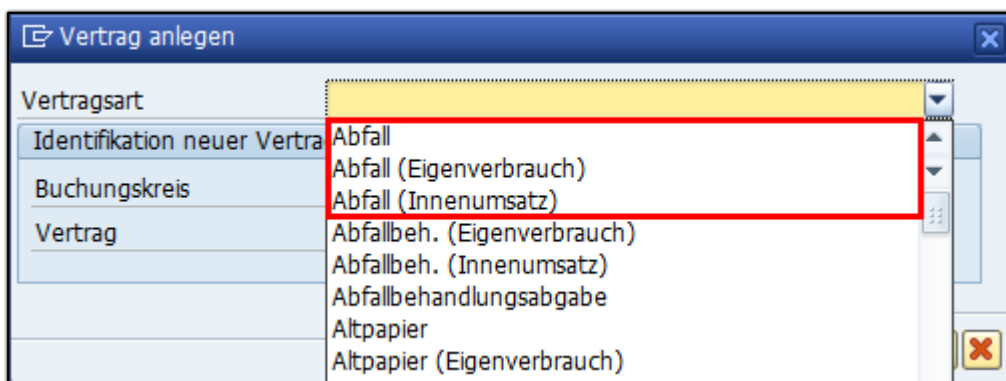 Vertrag anlegen
Vertragsart
Identifikation neuer Vertra
Buchungskreis
Vertrag
Abfall
Abfall (Eigenverbrauch)
Abfall (Innenumsatz)
Abfallbeh. (Eigenverbrauch)
Abfallbeh. (Innenumsatz)
Abfallbehandlungsabgabe
Altpapier
Altpapier (Eigenverbrauch)